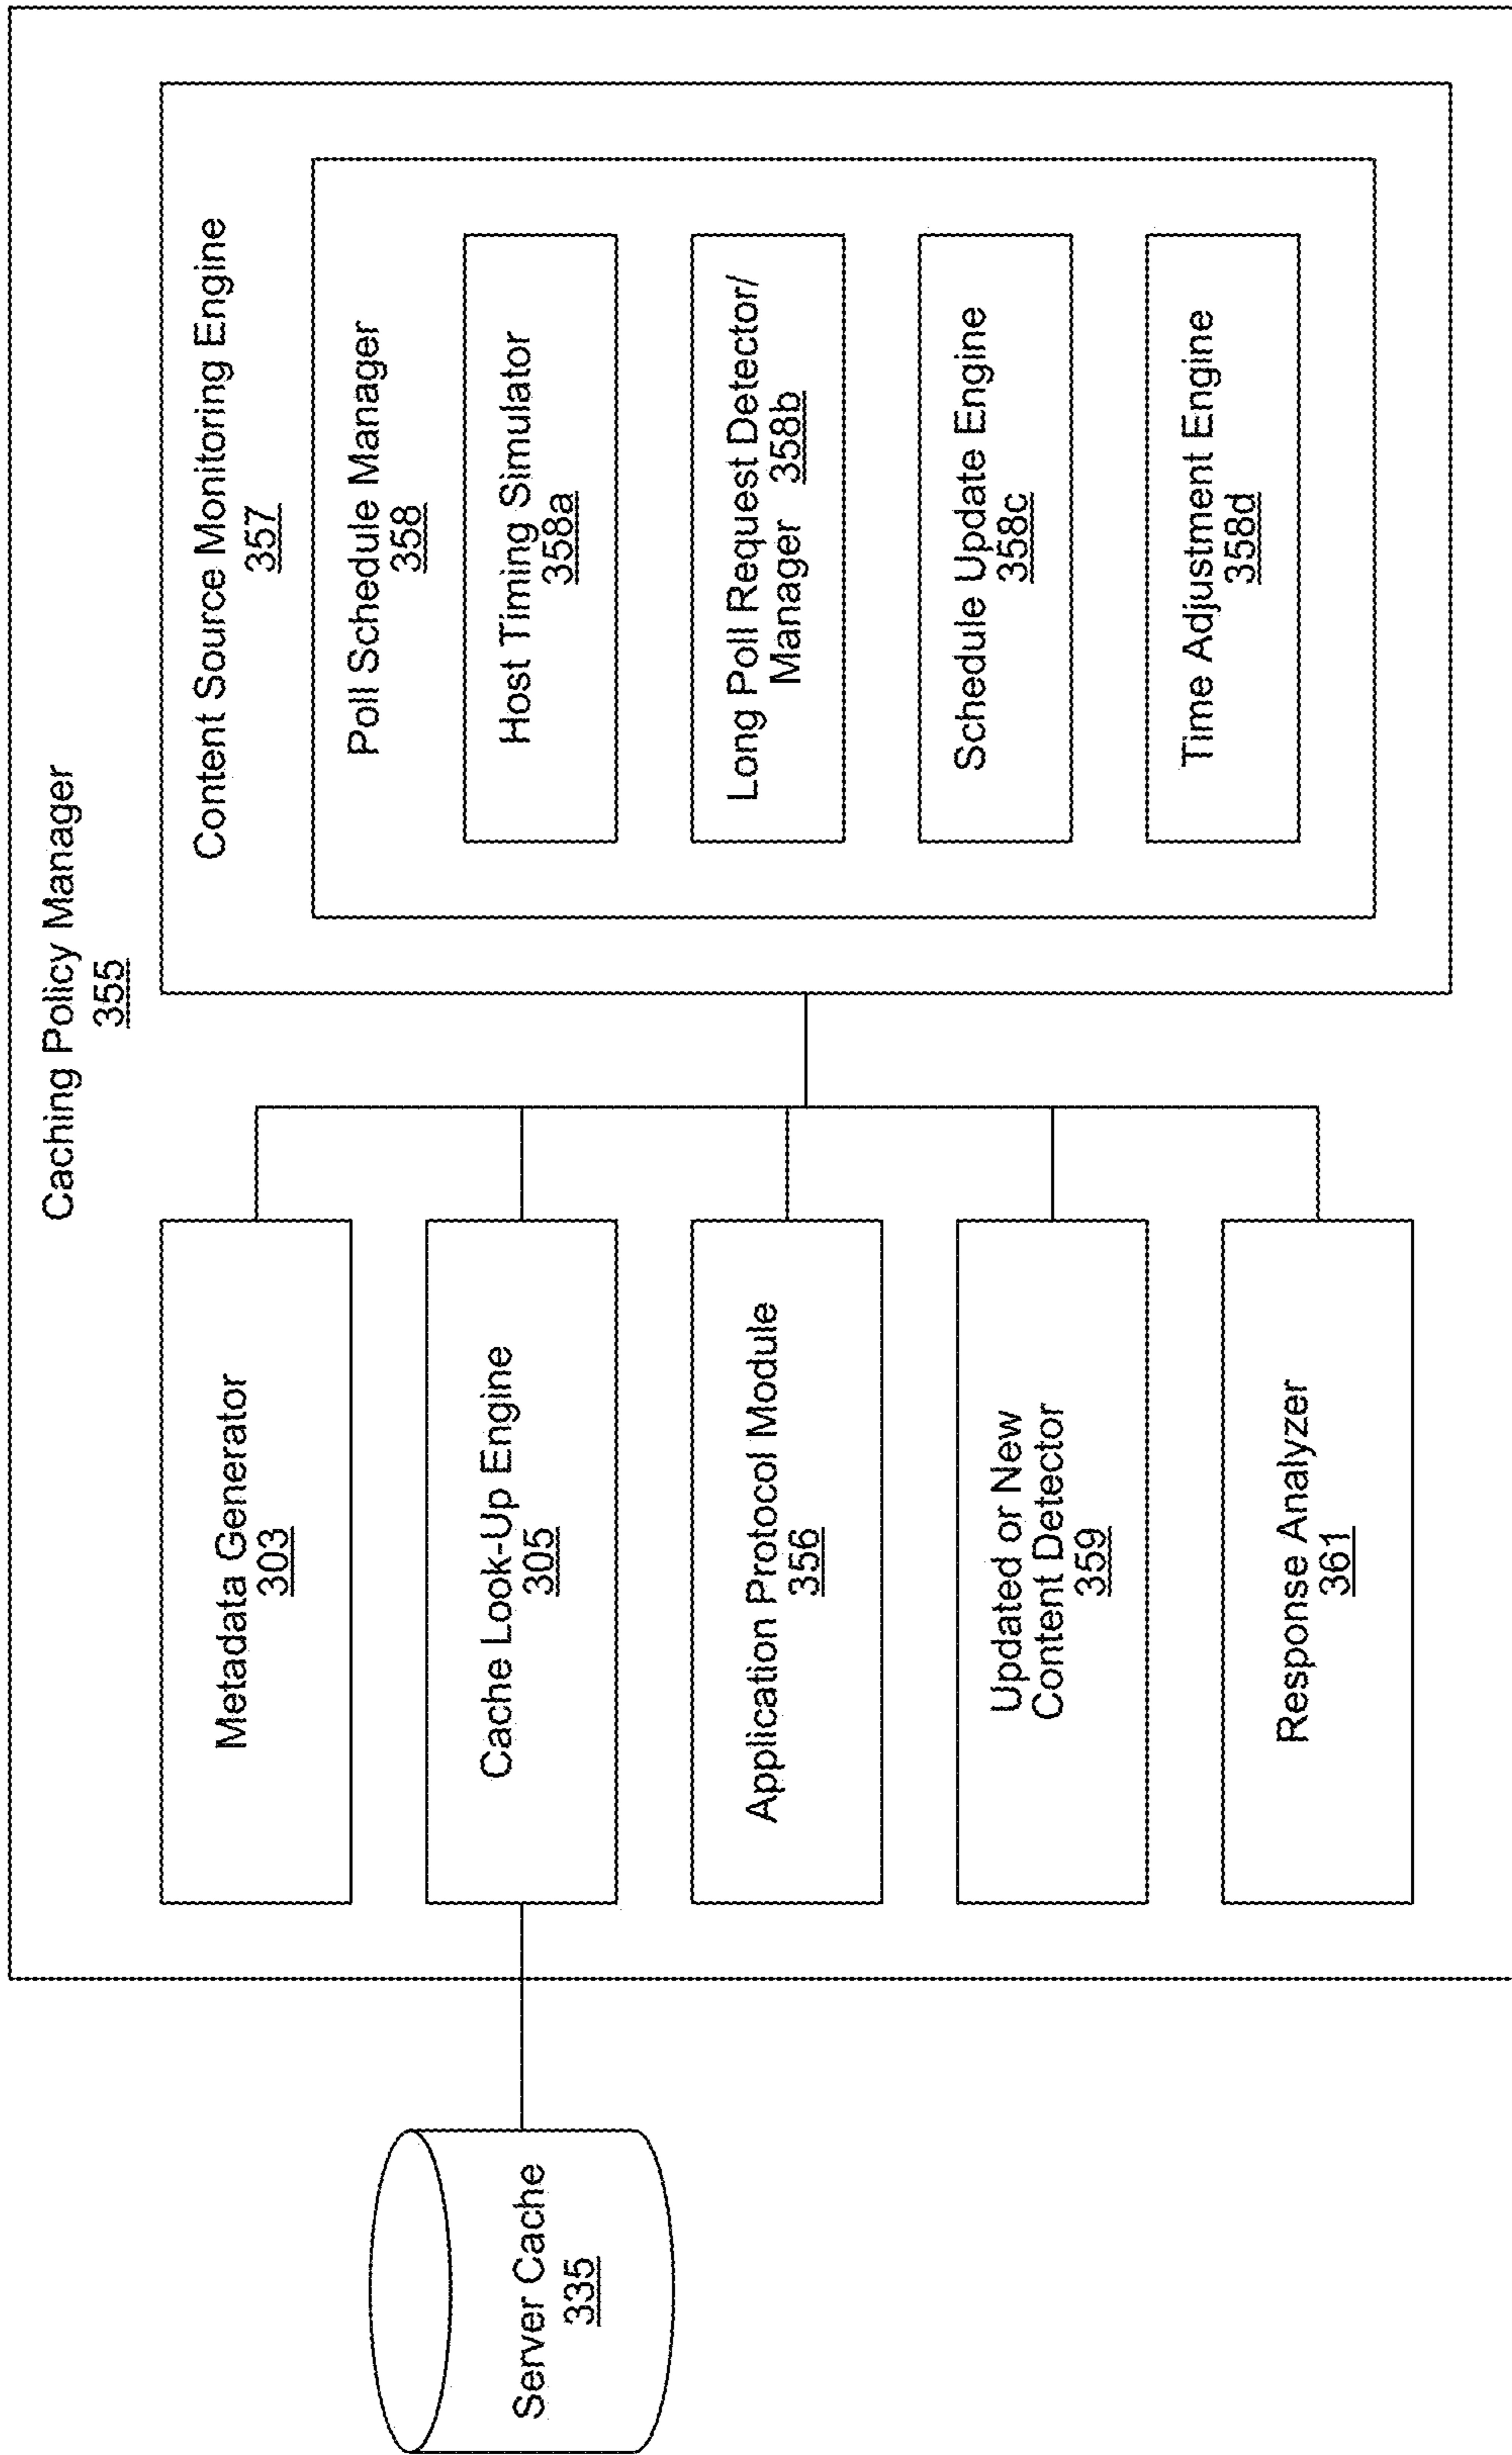 Caching Policy Manager
355
Server Cache
335
Metadata Generator
303
Cache Look-Up Engine
305
Application Protocol Module
356
Updated or New
Content Detector
359
Response Analyzer
361
Content Source Monitoring Engine
357
Poll Schedule Manager
358
Host Timing Simulator
358a
Long Poll Request Detector/
Manager 358b
Schedule Update Engine
358c
Time Adjustment Engine
358d